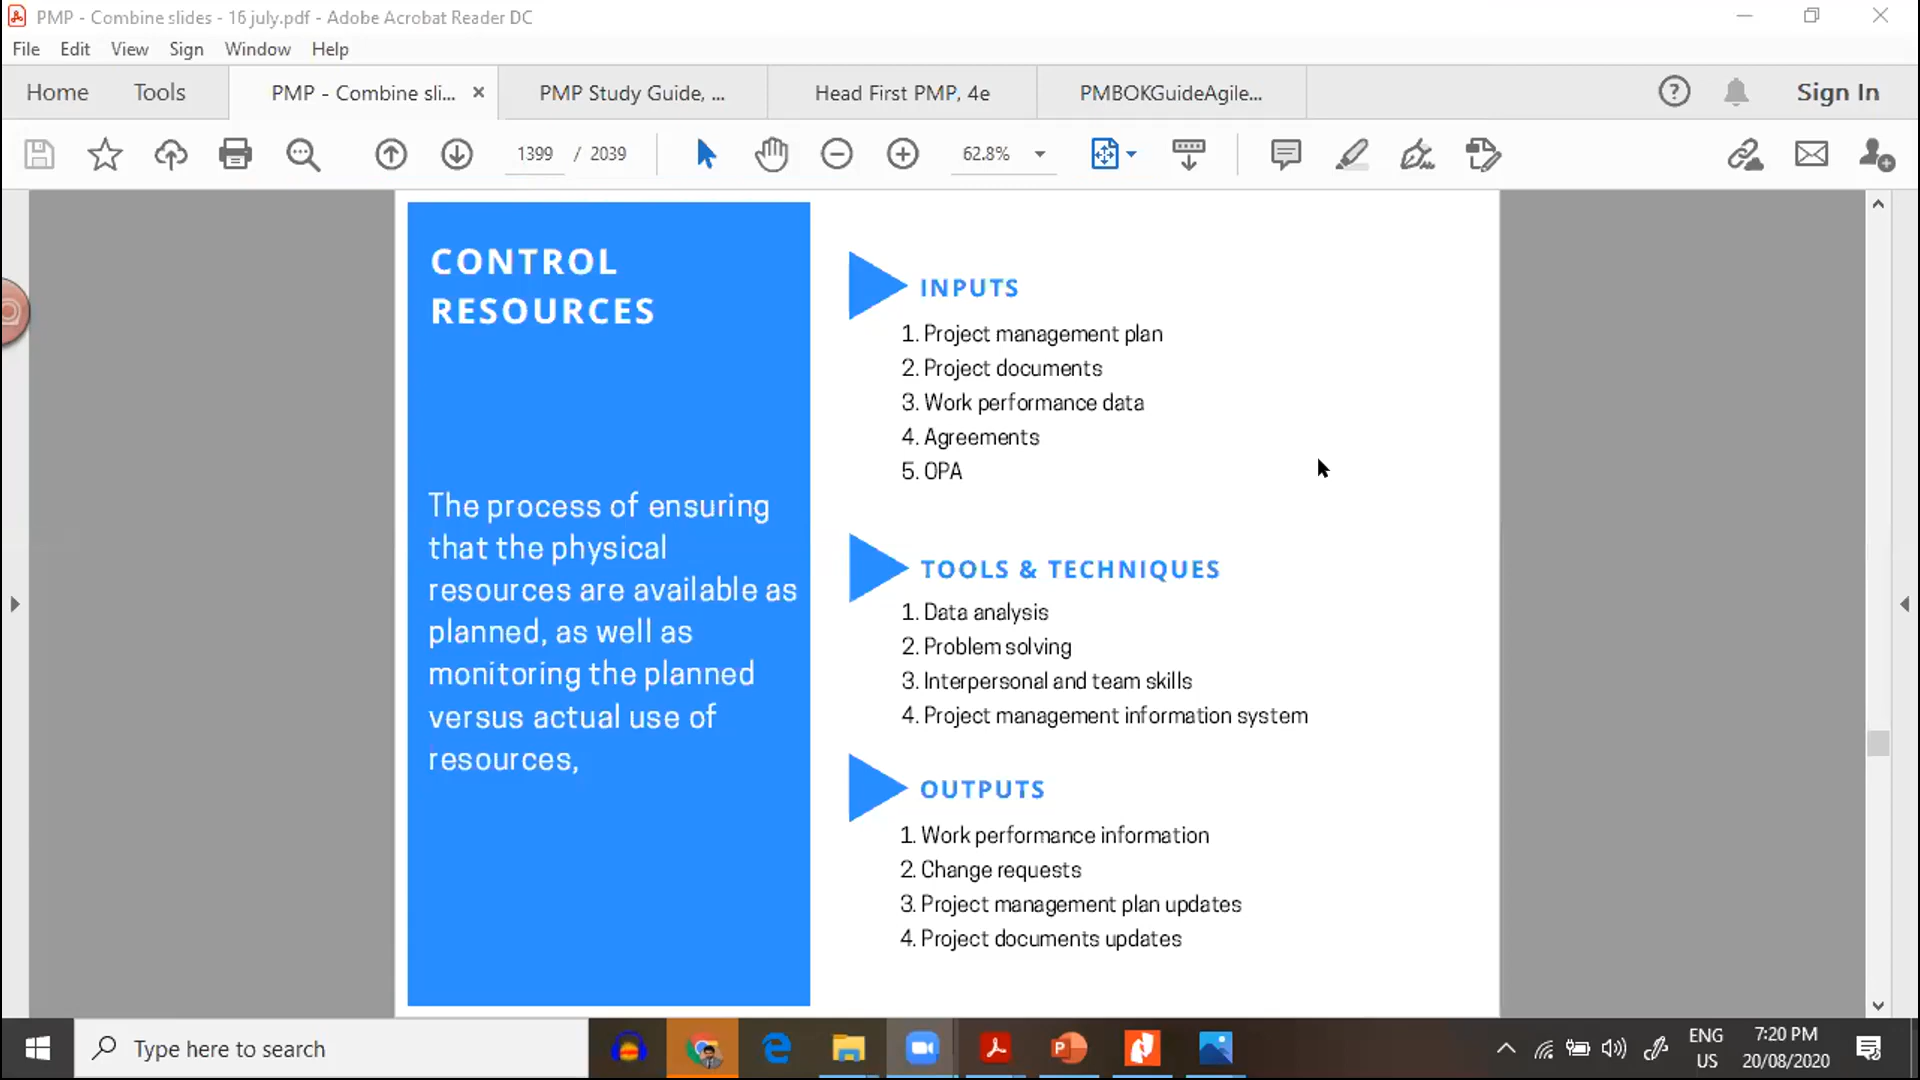 PMP - Combine slides - 16 july.pdf - Adobe Acrobat Reader DC
File Edit View Sign Window Help
Home Tools PMP - Combine sli... × PMP Study Guide, ... Head First PMP, 4e PMBOKGuideAgile... Sign In
1399 / 2039 62.8%
CONTROL
RESOURCES
The process of ensuring
that the physical
resources are available as
planned, as well as
monitoring the planned
versus actual use of
resources,
INPUTS
1. Project management plan
2. Project documents
3. Work performance data
4. Agreements
5. OPA
TOOLS & TECHNIQUES
1. Data analysis
2. Problem solving
3. Interpersonal and team skills
4. Project management information system
OUTPUTS
1. Work performance information
2. Change requests
3. Project management plan updates
4. Project documents updates
Type here to search
ENG
US
7:20 PM
20/08/2020